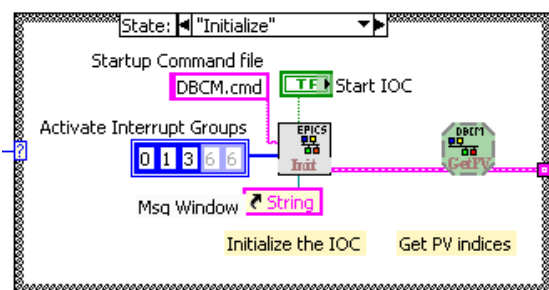 State: "Initialize"
Startup Command file
DBCM.cmd
TF
Start IOC
Activate Interrupt Groups
0 1 3 6 6
EPICS
Init
DBCM
GetPV
?
Msg Window
String
Initialize the IOC
Get PV indices